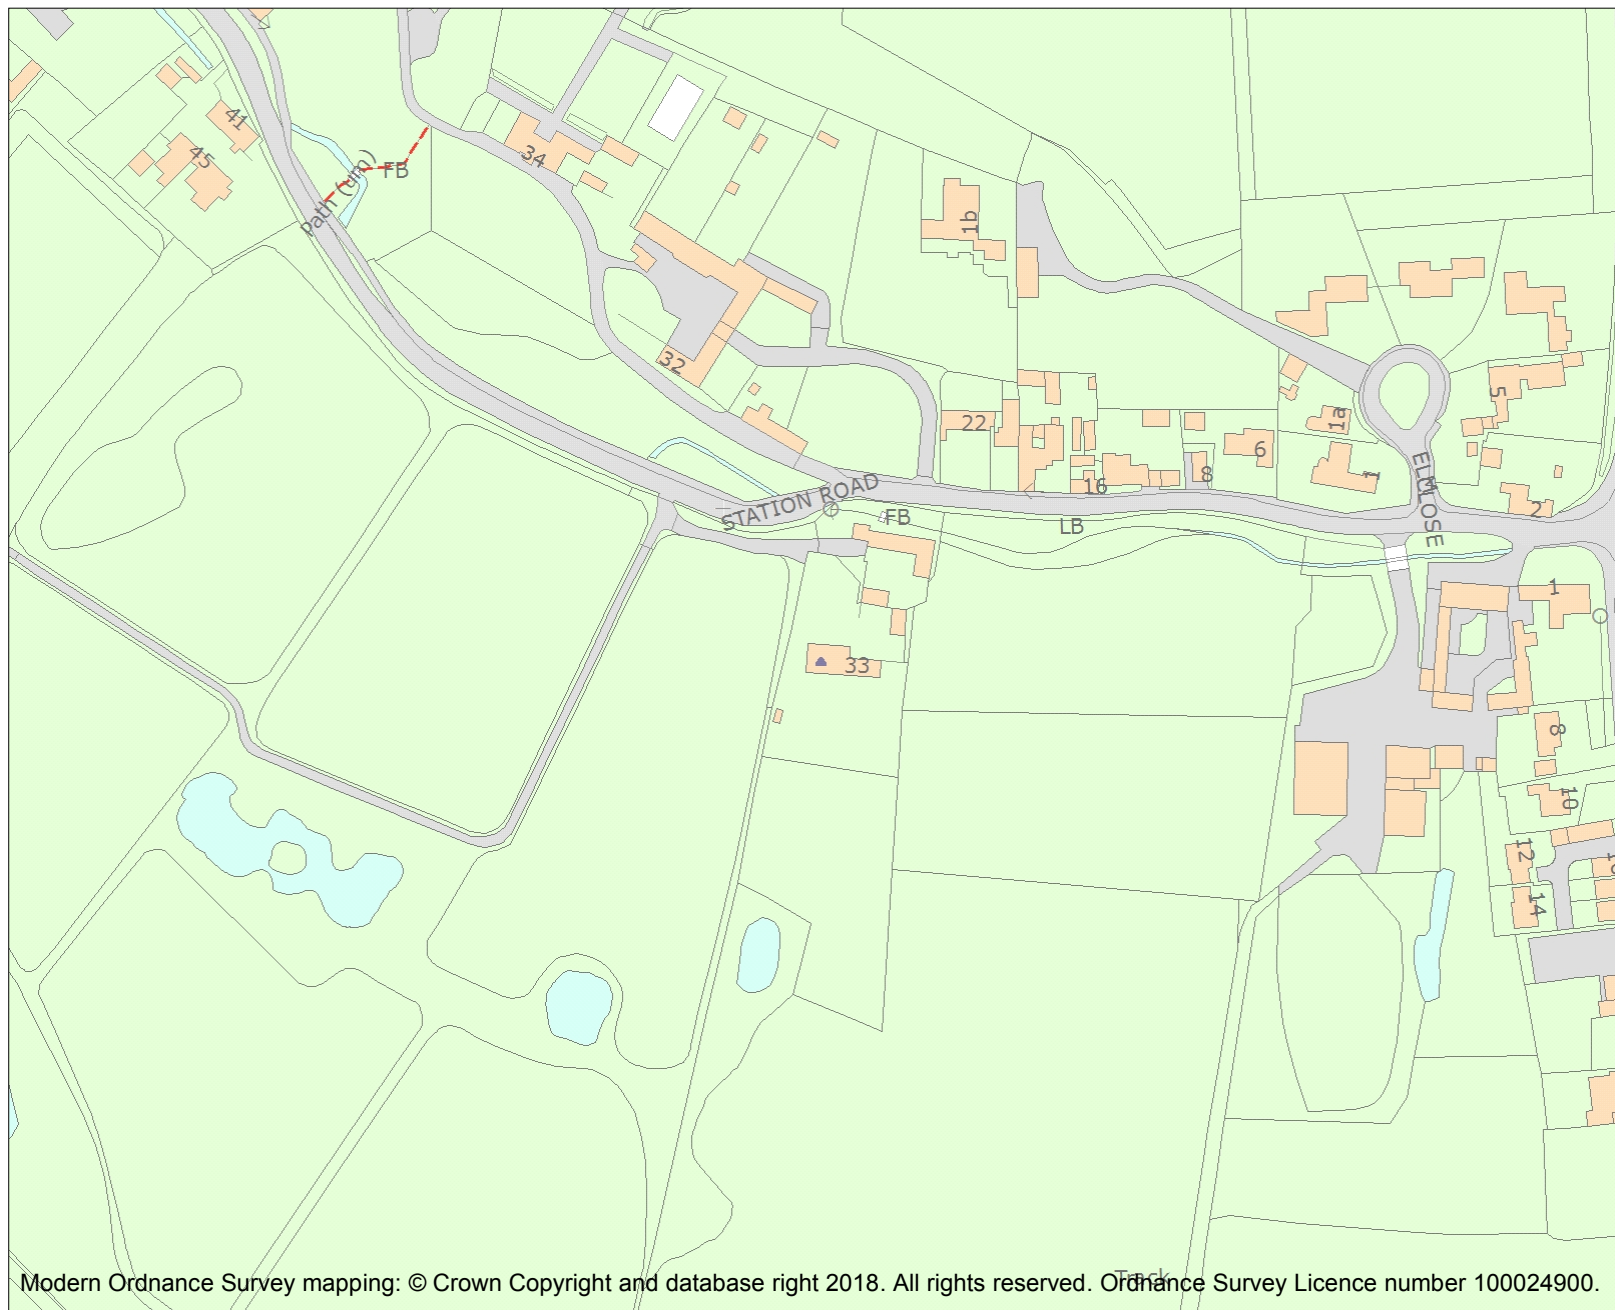 41
45
path (um)
FB
34
1b
32
22
5
1a
6
1
8
16
STATION ROAD
FB
LB
ELM CLOSE
2
1
33
8
10
12
14
Track
Modern Ordnance Survey mapping: © Crown Copyright and database right 2018. All rights reserved. Ordnance Survey Licence number 100024900.